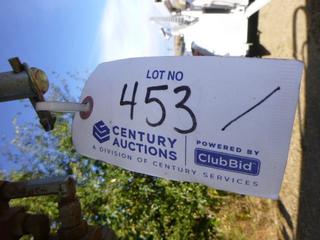 LOT NO
453 /
CENTURY
AUCTIONS
A DIVISION OF CENTURY SERVICES
POWERED BY
ClubBid